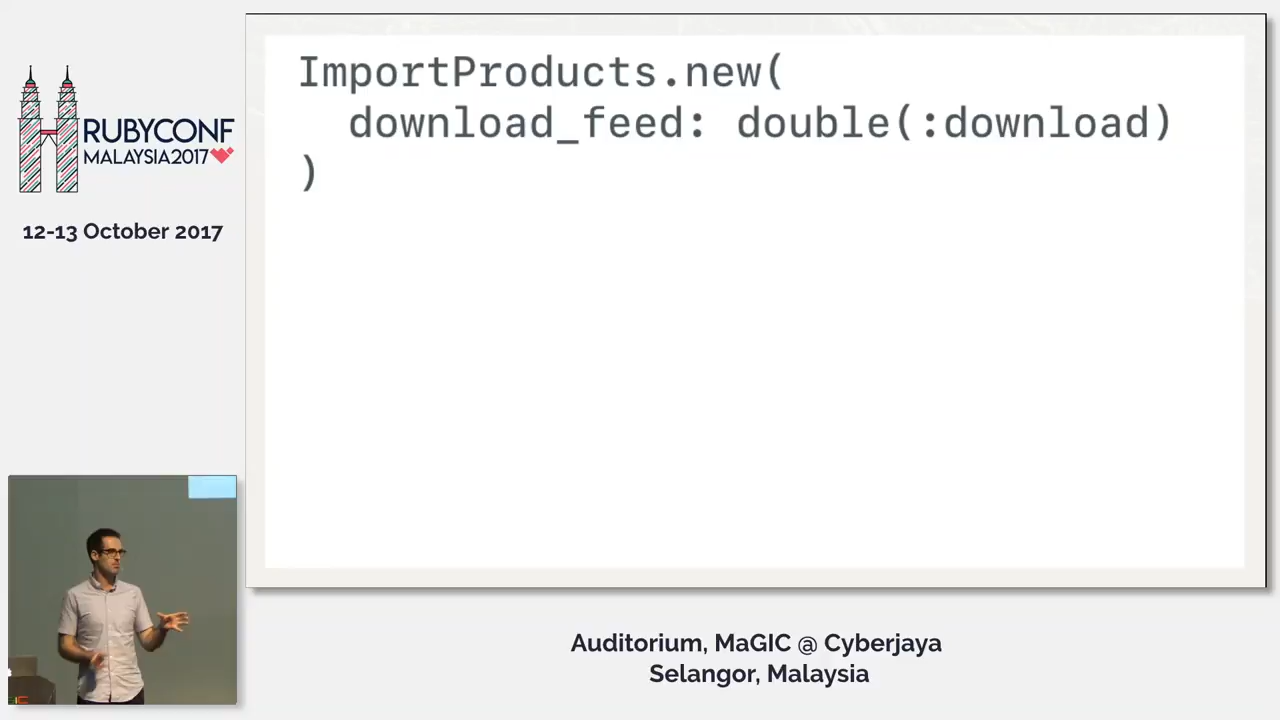 RUBYCONF
MALAYSIA2017
12-13 October 2017
ImportProducts.new(
  download_feed: double(:download)
)
Auditorium, MaGIC @ Cyberjaya
Selangor, Malaysia